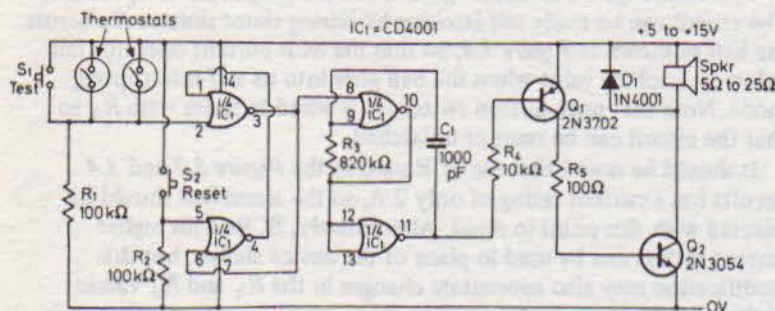 Thermostats
IC₁ = CD4001
+5 to +15V
S₁
Test
1
14
1/4
IC₁
2
3
8
9
1/4
IC₁
10
D₁
1N4001
Spkr
5Ω to 25Ω
Q₁
2N3702
C₁
1000
pF
R₃
820kΩ
R₄
10kΩ
R₅
100Ω
S₂
Reset
R₁
100kΩ
5
1/4
IC₁
4
6
7
12
1/4
IC₁
11
13
R₂
100kΩ
Q₂
2N3054
0V